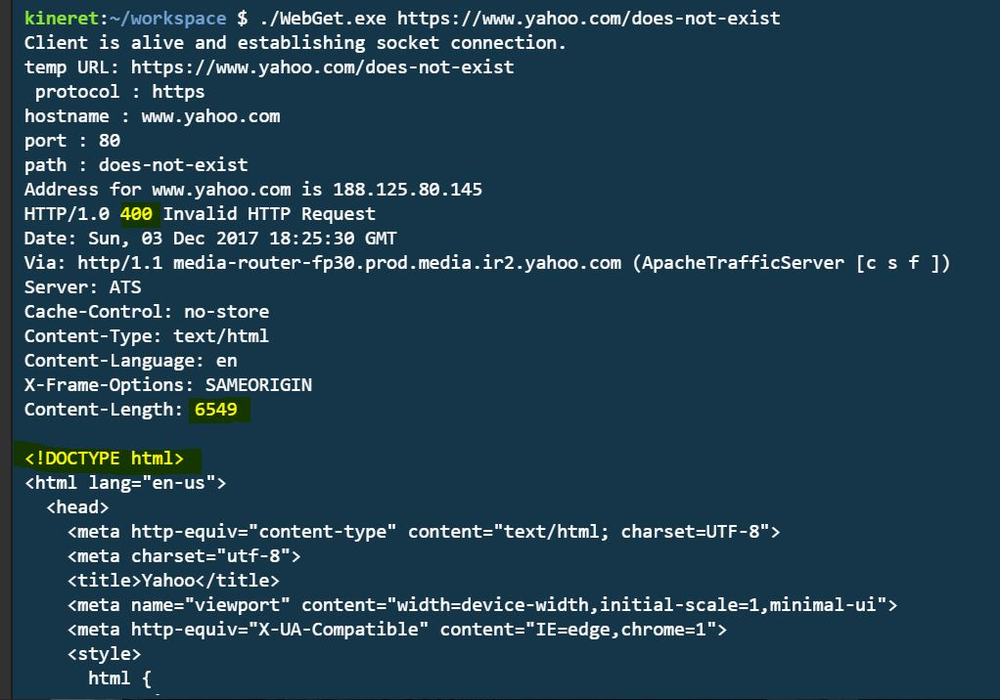 kineret:~/workspace $ ./WebGet.exe https://www.yahoo.com/does-not-exist
Client is alive and establishing socket connection.
temp URL: https://www.yahoo.com/does-not-exist
 protocol : https
hostname : www.yahoo.com
port : 80
path : does-not-exist
Address for www.yahoo.com is 188.125.80.145
HTTP/1.0 400 Invalid HTTP Request
Date: Sun, 03 Dec 2017 18:25:30 GMT
Via: http/1.1 media-router-fp30.prod.media.ir2.yahoo.com (ApacheTrafficServer [c s f ])
Server: ATS
Cache-Control: no-store
Content-Type: text/html
Content-Language: en
X-Frame-Options: SAMEORIGIN
Content-Length: 6549

<!DOCTYPE html>
<html lang="en-us">
  <head>
    <meta http-equiv="content-type" content="text/html; charset=UTF-8">
    <meta charset="utf-8">
    <title>Yahoo</title>
    <meta name="viewport" content="width=device-width,initial-scale=1,minimal-ui">
    <meta http-equiv="X-UA-Compatible" content="IE=edge,chrome=1">
    <style>
      html {